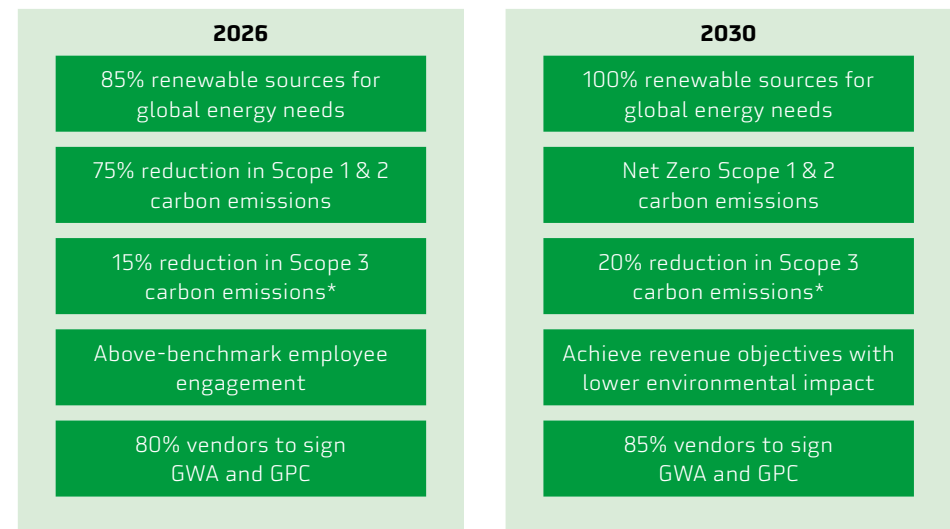 2026
85% renewable sources for
global energy needs
75% reduction in Scope 1 & 2
carbon emissions
15% reduction in Scope 3
carbon emissions*
Above-benchmark employee
engagement
80% vendors to sign
GWA and GPC
2030
100% renewable sources for
global energy needs
Net Zero Scope 1 & 2
carbon emissions
20% reduction in Scope 3
carbon emissions*
Achieve revenue objectives with
lower environmental impact
85% vendors to sign
GWA and GPC